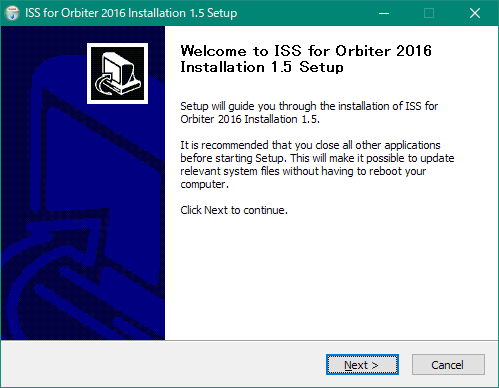 ISS for Orbiter 2016 Installation 1.5 Setup
Welcome to ISS for Orbiter 2016
Installation 1.5 Setup
Setup will guide you through the installation of ISS for
Orbiter 2016 Installation 1.5.
It is recommended that you close all other applications
before starting Setup. This will make it possible to update
relevant system files without having to reboot your
computer.
Click Next to continue.
Next >
Cancel